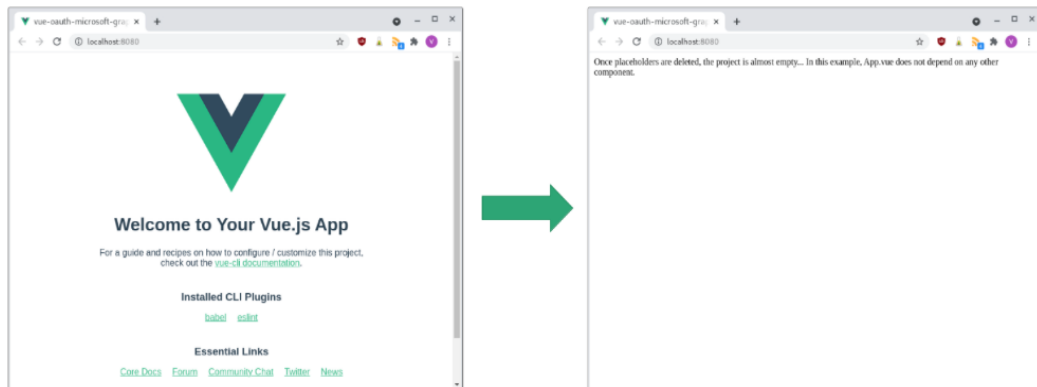 vue-oauth-microsoft-grap
localhost:8080
Welcome to Your Vue.js App
For a guide and recipes on how to configure / customize this project,
check out the vue-cli documentation.
Installed CLI Plugins
babel eslint
Essential Links
Core Docs Forum Community Chat Twitter News
vue-oauth-microsoft-grap
localhost:8080
Once placeholders are deleted, the project is almost empty... In this example, App.vue does not depend on any other
component.